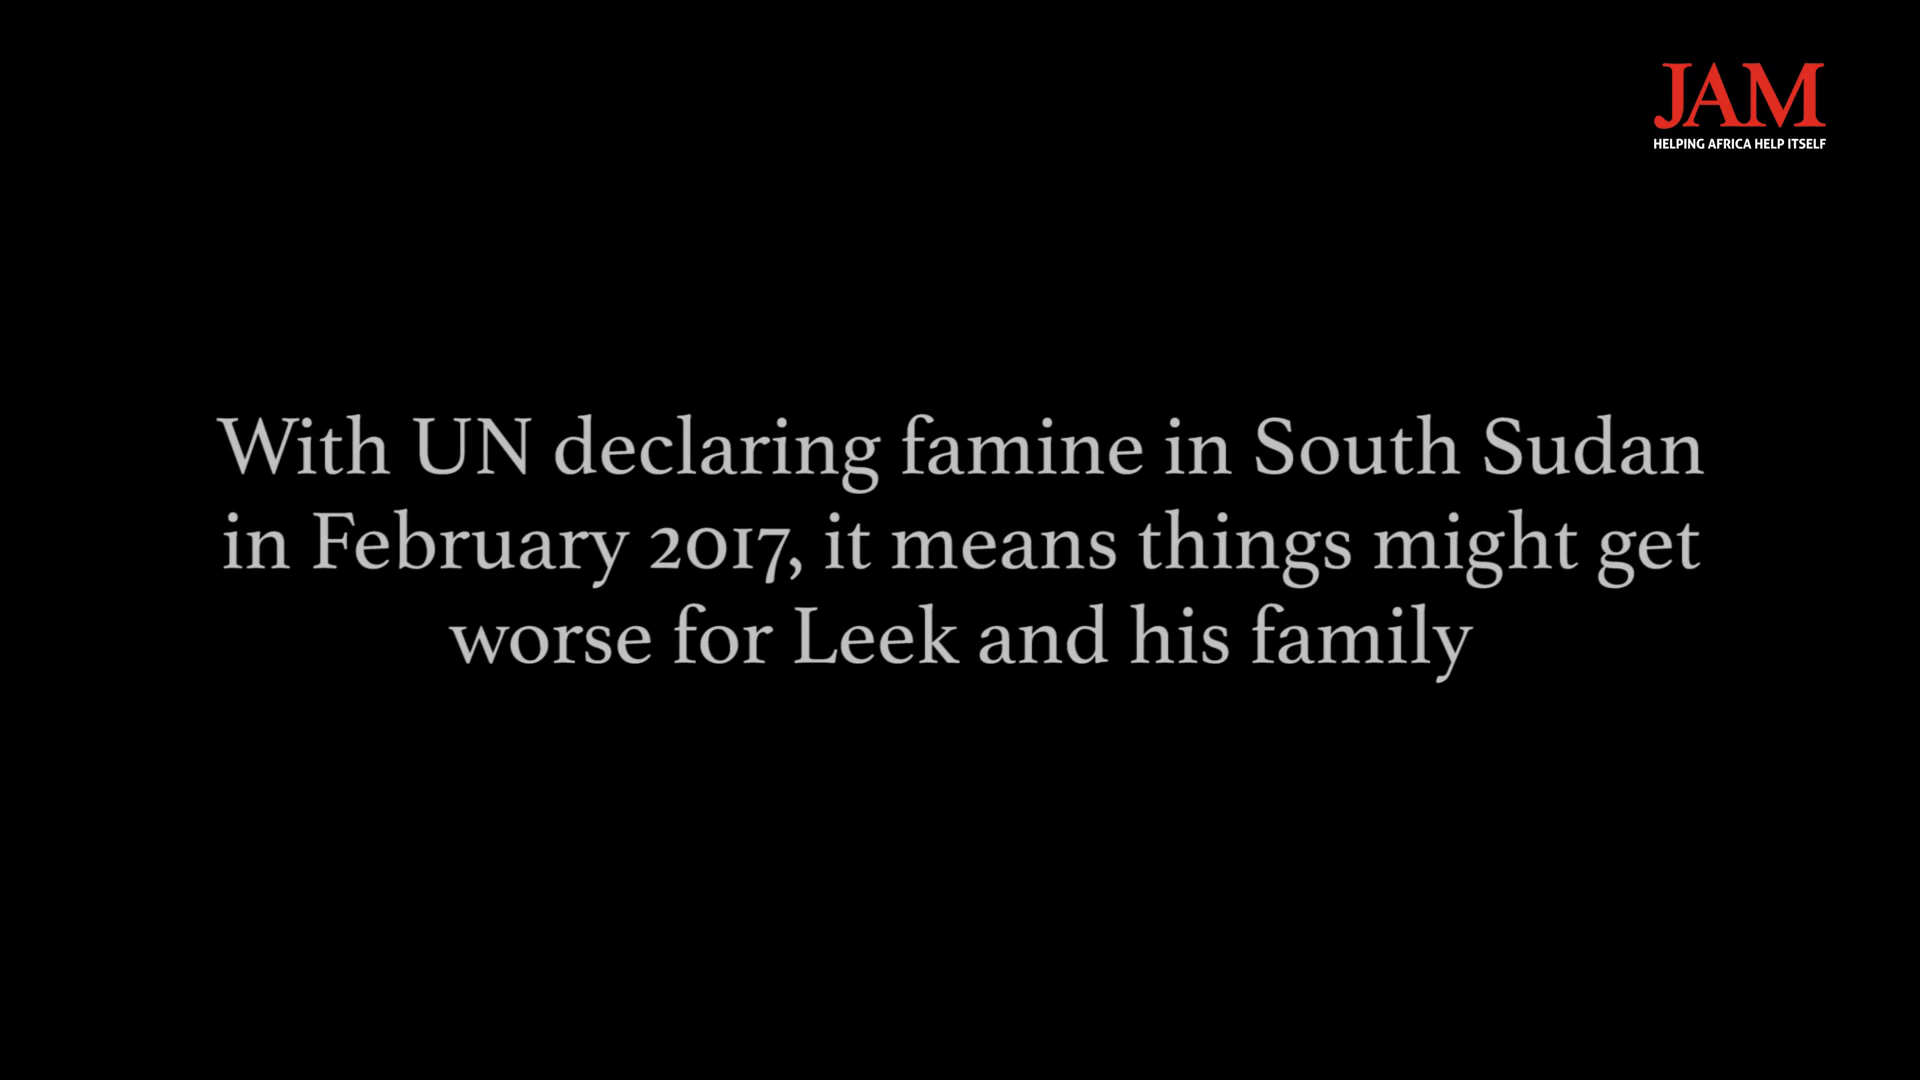 JAM
HELPING AFRICA HELP ITSELF
With UN declaring famine in South Sudan
in February 2017, it means things might get
worse for Leek and his family